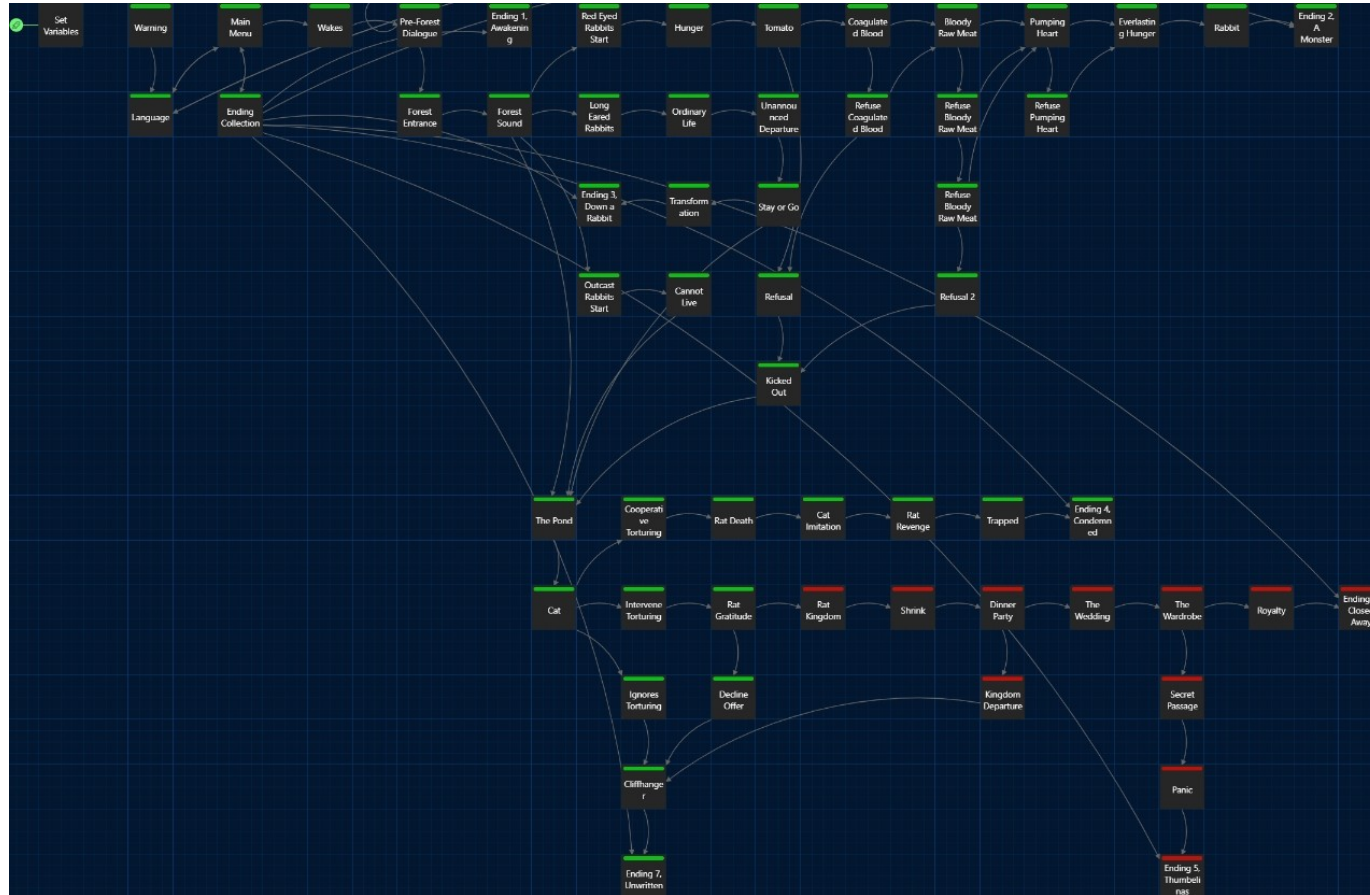 Set
Variables
Warning
Main
Menu
Wakes
Pre-Forest
Dialogue
Ending 1,
Awakenin
g
Red Eyed
Rabbits
Start
Hunger
Tomato
Coagulate
d Blood
Bloody
Raw Meat
Pumping
Heart
Everlastin
g Hunger
Rabbit
Ending 2,
A
Monster
Language
Ending
Collection
Forest
Entrance
Forest
Sound
Long
Eared
Rabbits
Ordinary
Life
Unannou
nced
Departure
Refuse
Coagulate
d Blood
Refuse
Bloody
Raw Meat
Refuse
Pumping
Heart
Ending 3,
Down a
Rabbit
Transform
ation
Stay or Go
Refuse
Bloody
Raw Meat
Outcast
Rabbits
Start
Cannot
Live
Refusal
Refusal 2
Kicked
Out
The Pond
Cooperati
ve
Torturing
Rat Death
Cat
Imitation
Rat
Revenge
Trapped
Ending 4,
Condemn
ed
Cat
Intervene
Torturing
Rat
Gratitude
Rat
Kingdom
Shrink
Dinner
Party
The
Wedding
The
Wardrobe
Royalty
Ending
Close
Away
Ignores
Torturing
Decline
Offer
Kingdom
Departure
Secret
Passage
Cliffhange
r
Panic
Ending 7,
Unwritten
Ending 5,
Thumbeli
nas